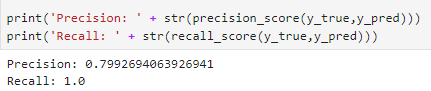 print('Precision: ' + str(precision_score(y_true,y_pred)))
print('Recall: ' + str(recall_score(y_true,y_pred)))
Precision: 0.7992694063926941
Recall: 1.0